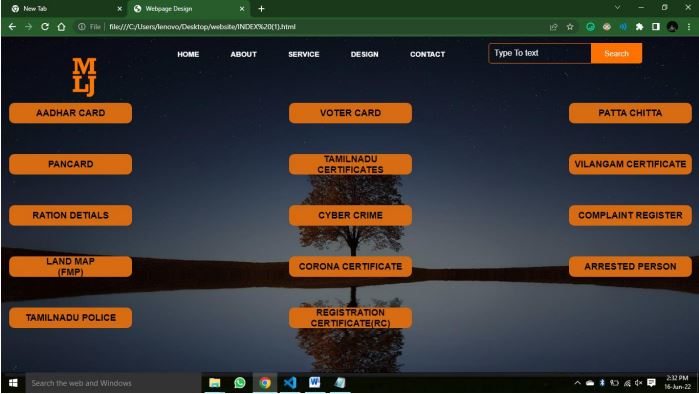 New Tab
Webpage Design
File | file:///C:/Users/lenovo/Desktop/website/INDEX%20(1).html
MLJ
HOME ABOUT SERVICE DESIGN CONTACT
Type To text Search
AADHAR CARD VOTER CARD PATTA CHITTA
PANCARD TAMILNADU
CERTIFICATES VILANGAM CERTIFICATE
RATION DETIALS CYBER CRIME COMPLAINT REGISTER
LAND MAP
(FMP) CORONA CERTIFICATE ARRESTED PERSON
TAMILNADU POLICE REGISTRATION
CERTIFICATE(RC)
Search the web and Windows
2:32 PM
16-Jun-22